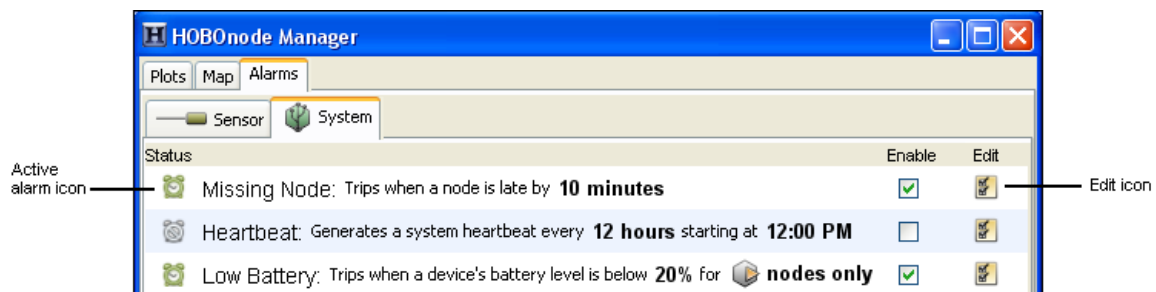 HOBOnode Manager
Plots Map Alarms
Sensor System
Status Enable Edit
Active
alarm icon
Missing Node: Trips when a node is late by 10 minutes
Edit icon
Heartbeat: Generates a system heartbeat every 12 hours starting at 12:00 PM
Low Battery: Trips when a device's battery level is below 20% for nodes only